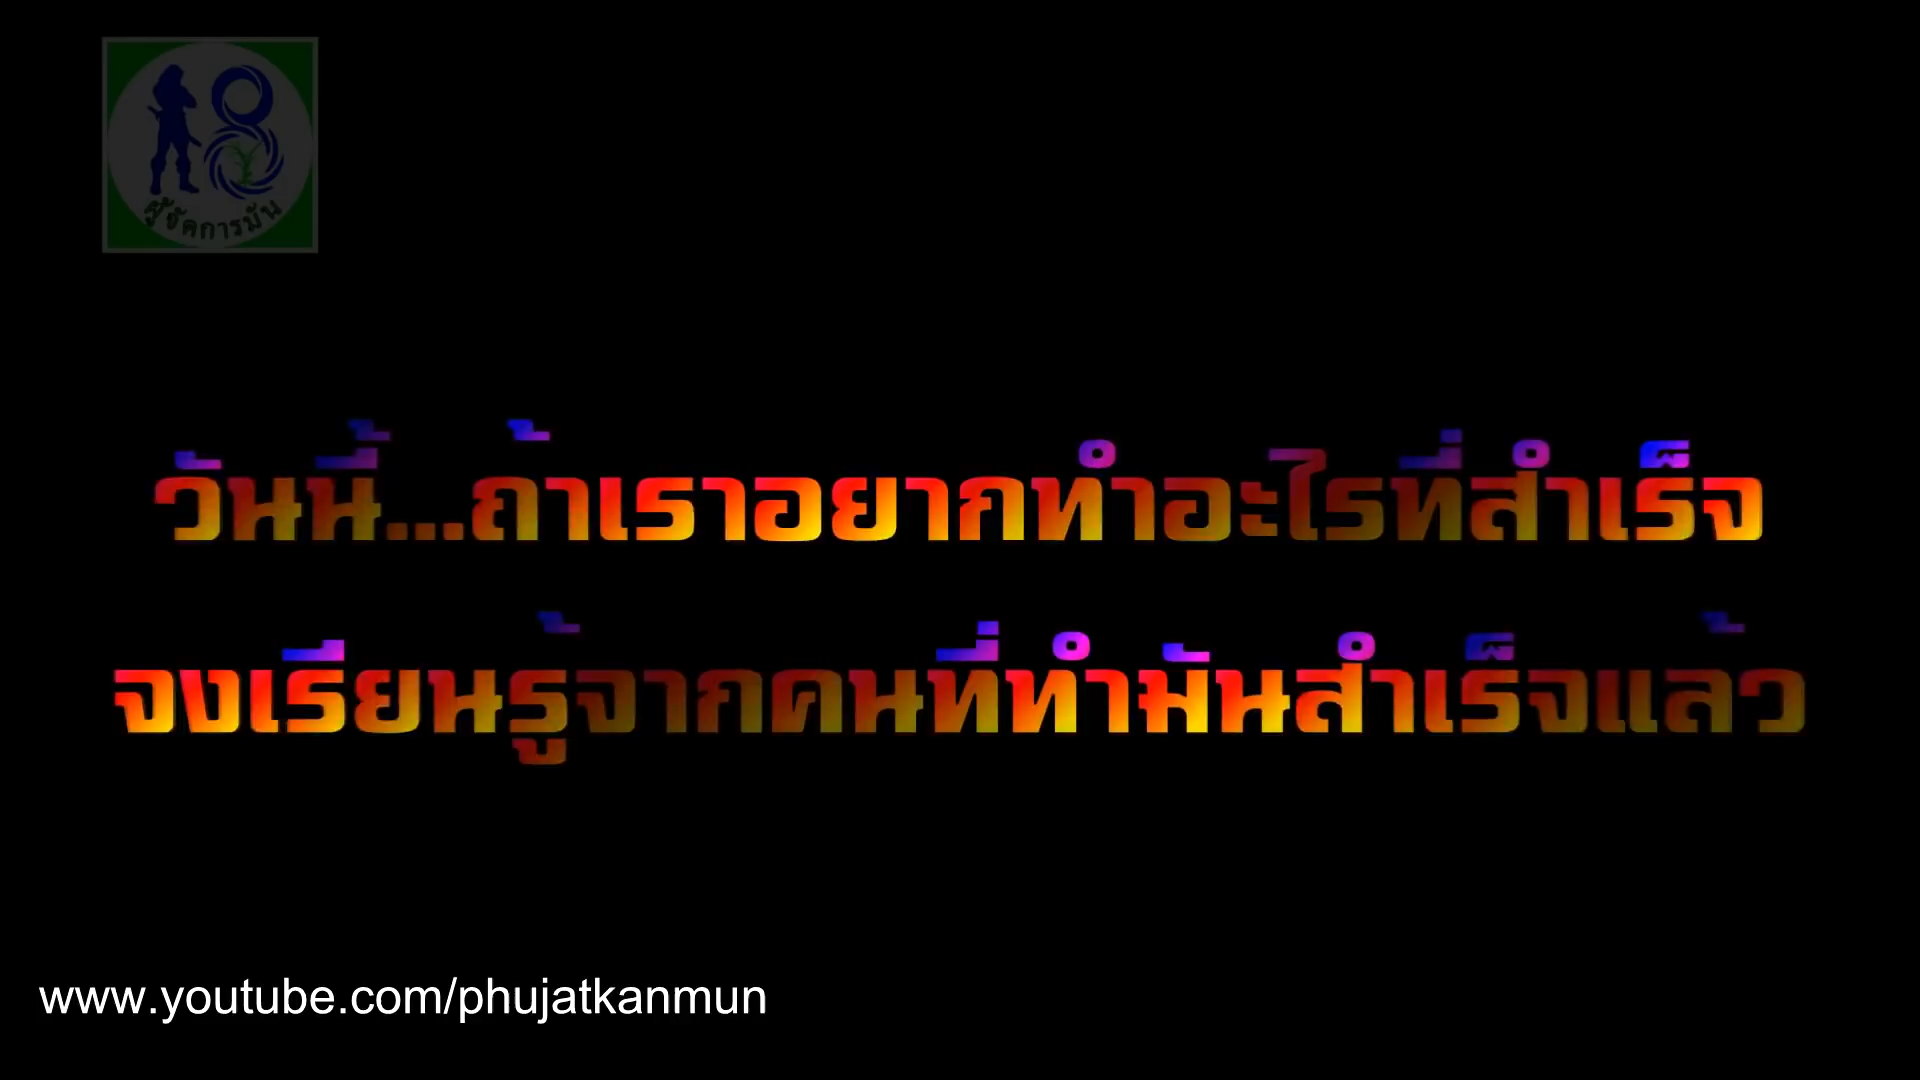 18
ผู้จัดการมัน
วันนี้...ถ้าเราอยากทำอะไรที่สำเร็จ
จงเรียนรู้จากคนที่ทำมันสำเร็จแล้ว
www.youtube.com/phujatkanmun